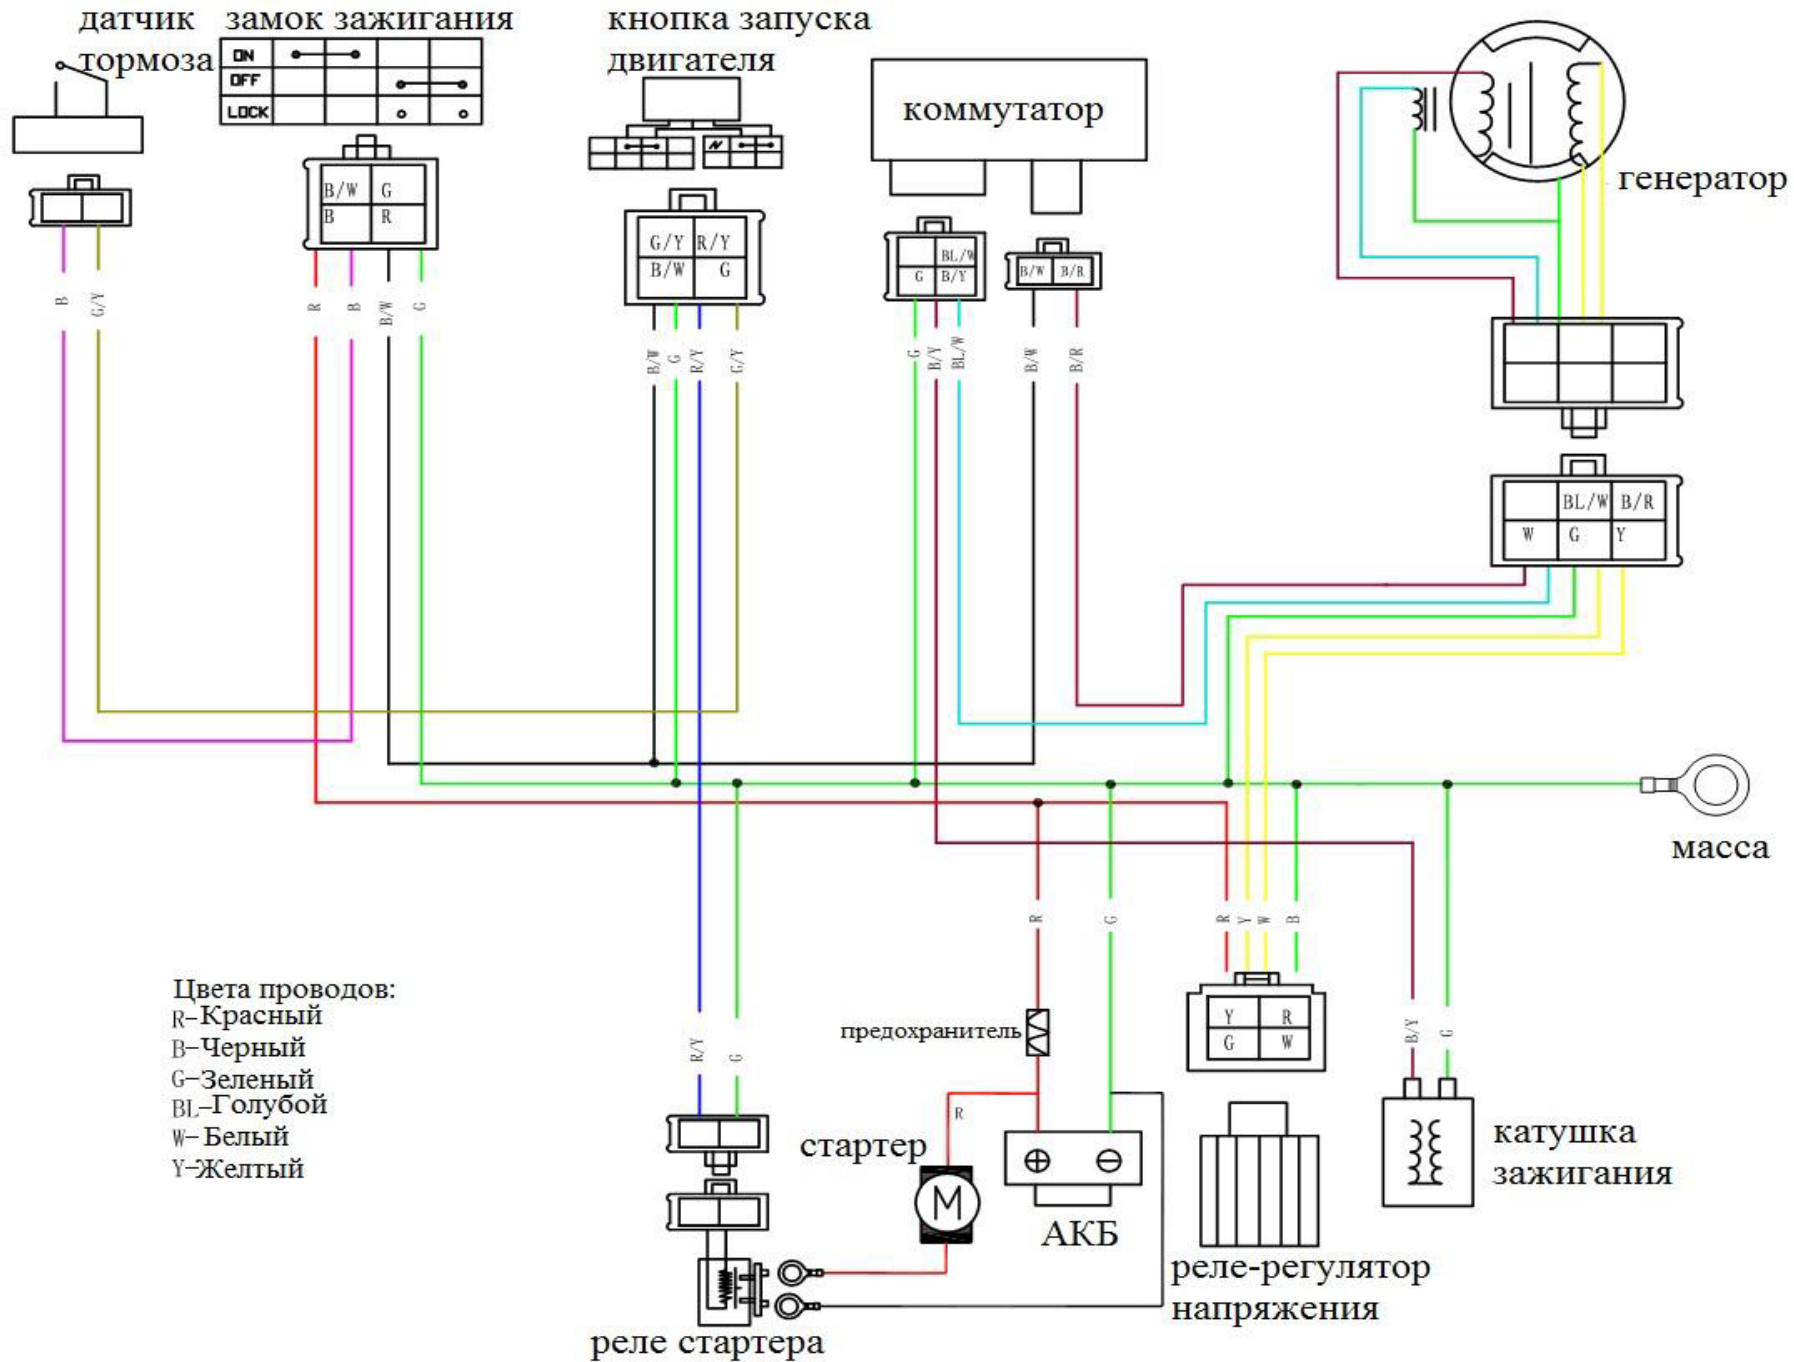 датчик
тормоза
замок зажигания
ON
OFF
LOCK
кнопка запуска
двигателя
N
коммутатор
генератор
B/W G
B R
G/Y R/Y
B/W G
BL/W
G B/Y
B/W B/R
B
G/Y
R
B
B/W
G
B/W
G
R/Y
G/Y
G
B/Y
BL/W
B/W
B/R
BL/W B/R
W G Y
масса
R
G
R
Y
W
B
Цвета проводов:
R-Красный
B-Черный
G-Зеленый
BL-Голубой
W-Белый
Y-Желтый
R/Y
G
предохранитель
Y R
G W
B/Y
G
R
стартер
M
АКБ
катушка
зажигания
реле-регулятор
напряжения
реле стартера